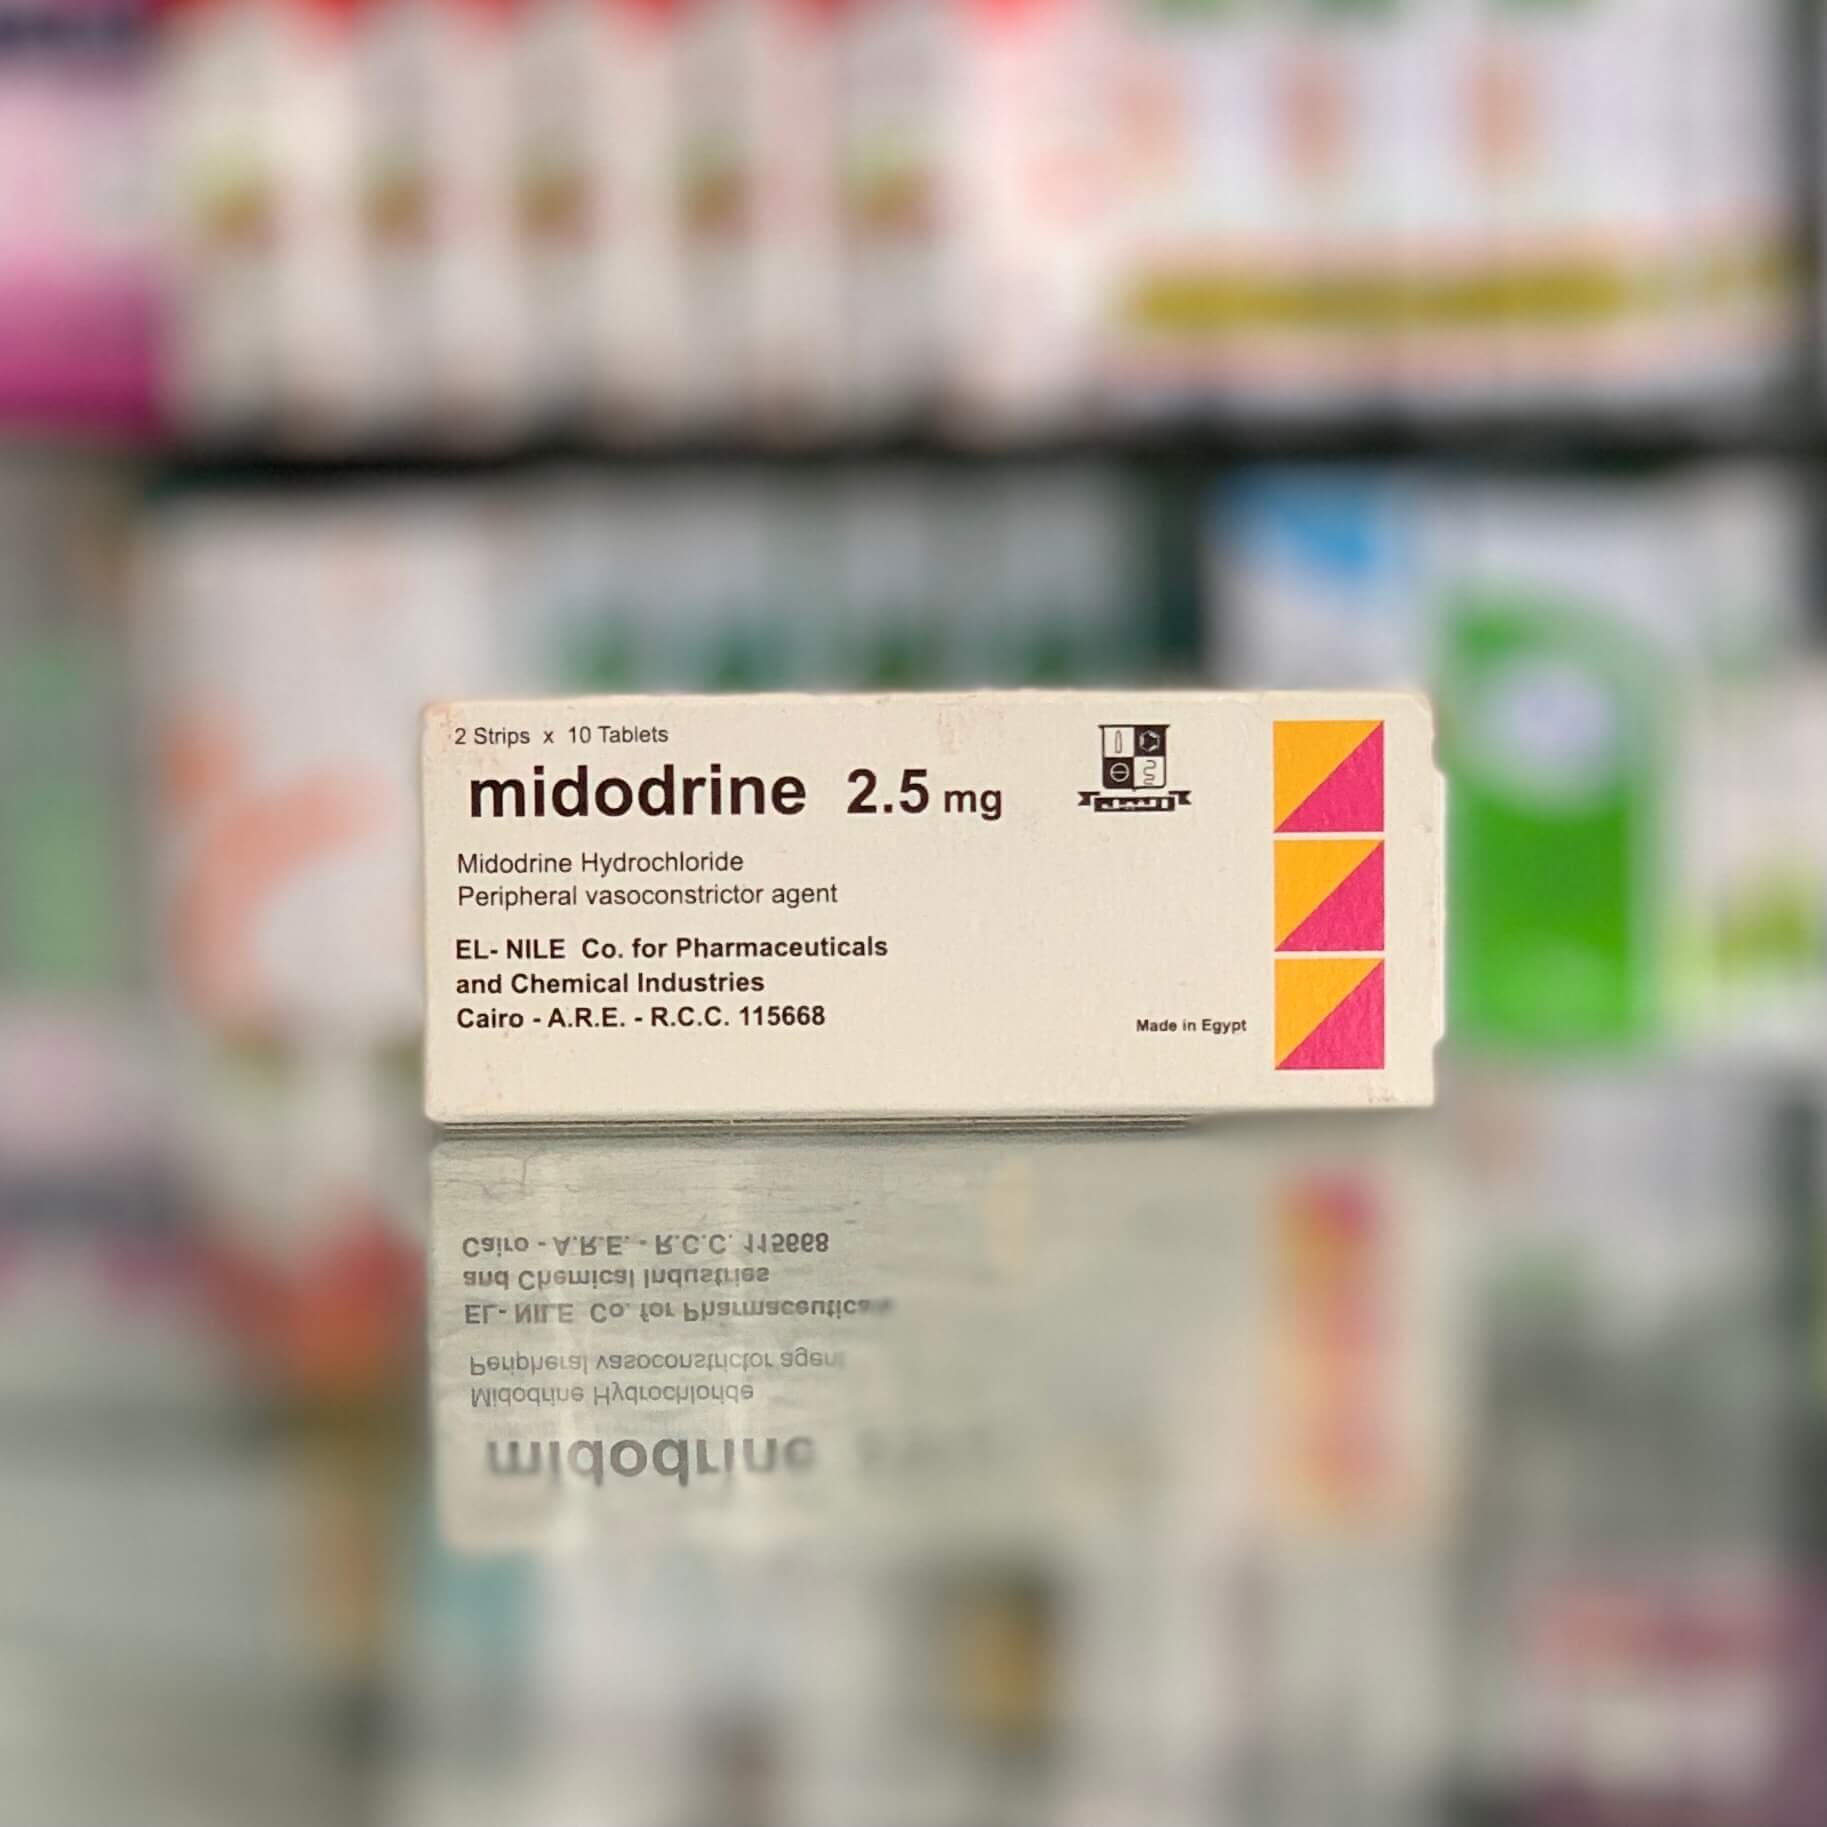 2 Strips x 10 Tablets
midodrine 2.5 mg
Midodrine Hydrochloride
Peripheral vasoconstrictor agent
EL- NILE Co. for Pharmaceuticals
and Chemical Industries
Cairo - A.R.E. - R.C.C. 115668
Made in Egypt